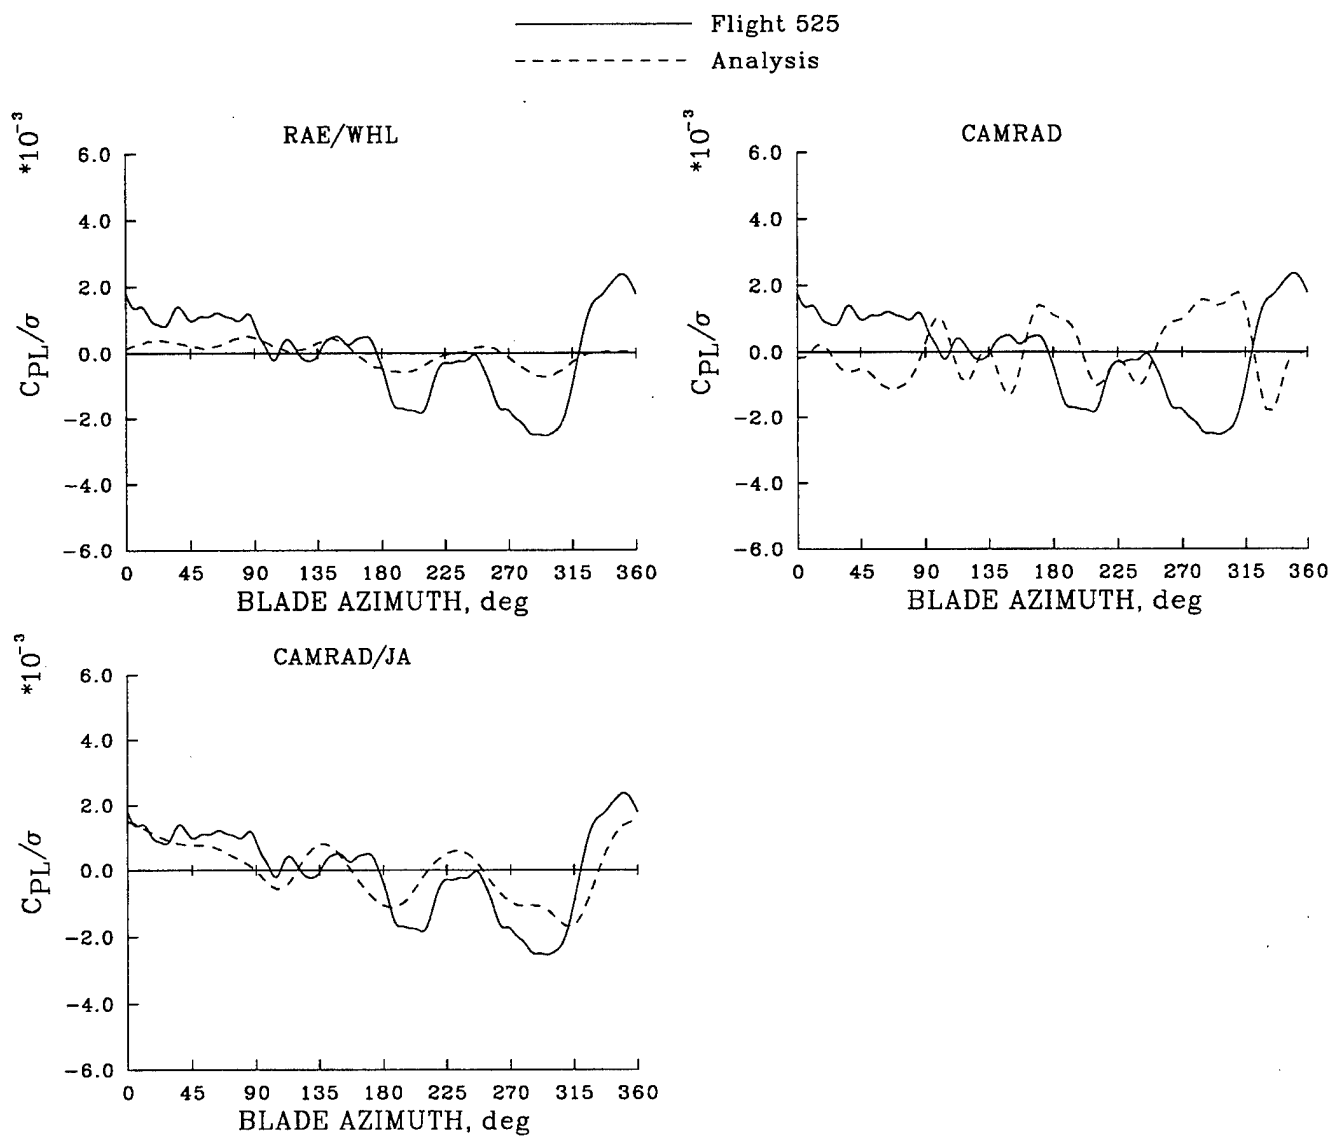 Flight 525
Analysis
RAE/WHL
*10⁻³
6.0
4.0
2.0
0.0
−2.0
−4.0
−6.0
C_PL/σ
0 45 90 135 180 225 270 315 360
BLADE AZIMUTH, deg
CAMRAD
*10⁻³
6.0
4.0
2.0
0.0
−2.0
−4.0
−6.0
C_PL/σ
0 45 90 135 180 225 270 315 360
BLADE AZIMUTH, deg
CAMRAD/JA
*10⁻³
6.0
4.0
2.0
0.0
−2.0
−4.0
−6.0
C_PL/σ
0 45 90 135 180 225 270 315 360
BLADE AZIMUTH, deg